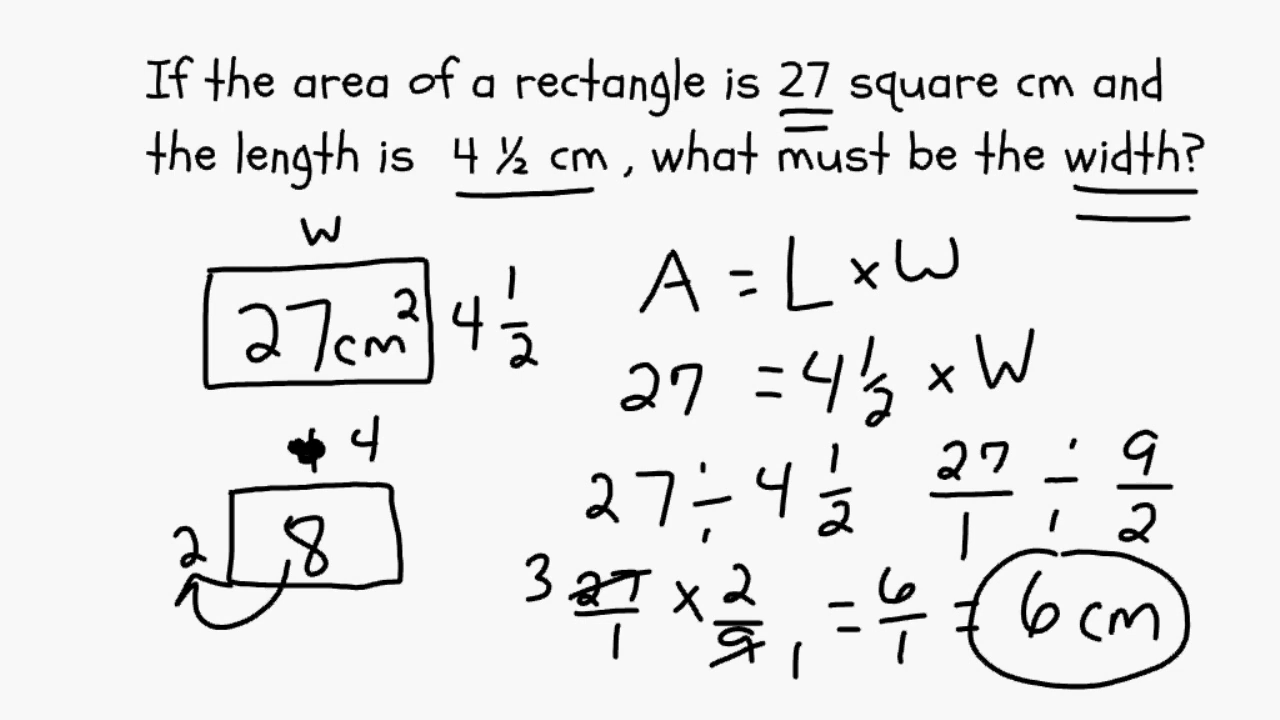 If the area of a rectangle is 27 square cm and
the length is 4 ½ cm, what must be the width?
W
27cm² 4 1/2
A = L × W
27 = 4 1/2 × W
4
2 8
27 ÷ 4 1/2
27/1 ÷ 9/2
3 27/1 × 2/9 1 = 6/1 = 6 cm